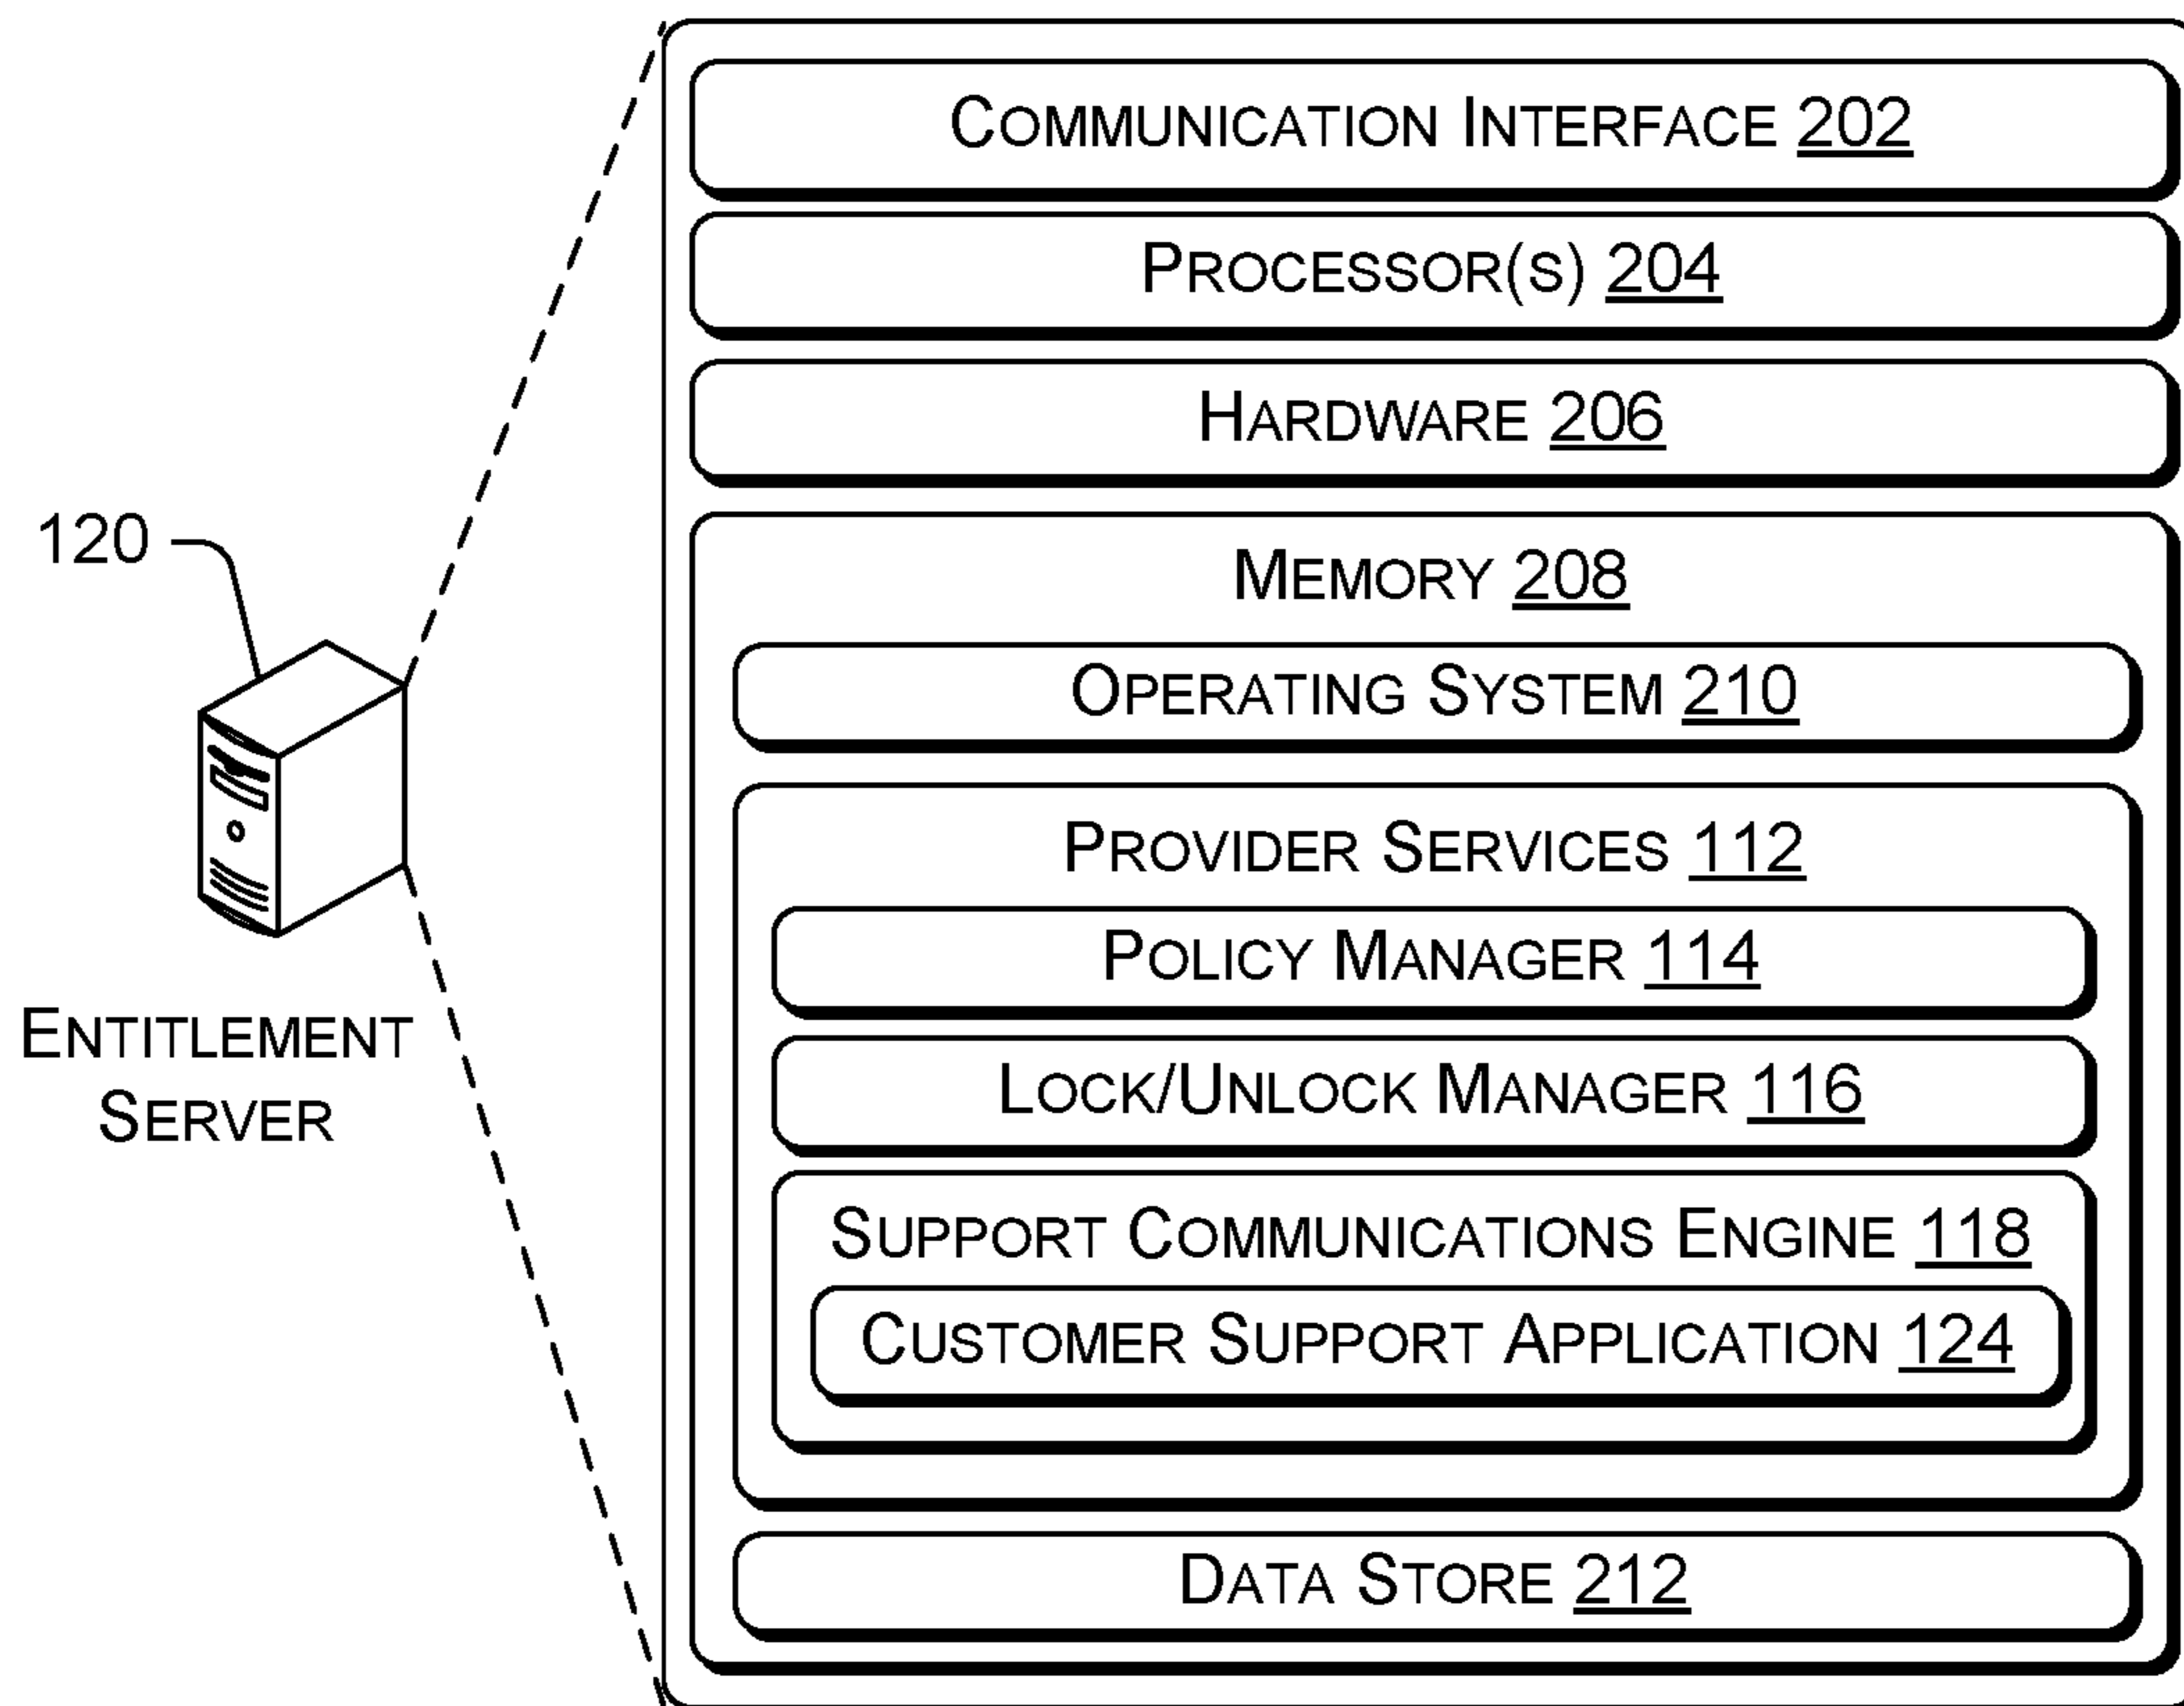 COMMUNICATION INTERFACE 202
PROCESSOR(S) 204
HARDWARE 206
120
MEMORY 208
OPERATING SYSTEM 210
PROVIDER SERVICES 112
POLICY MANAGER 114
ENTITLEMENT
SERVER
LOCK/UNLOCK MANAGER 116
SUPPORT COMMUNICATIONS ENGINE 118
CUSTOMER SUPPORT APPLICATION 124
DATA STORE 212